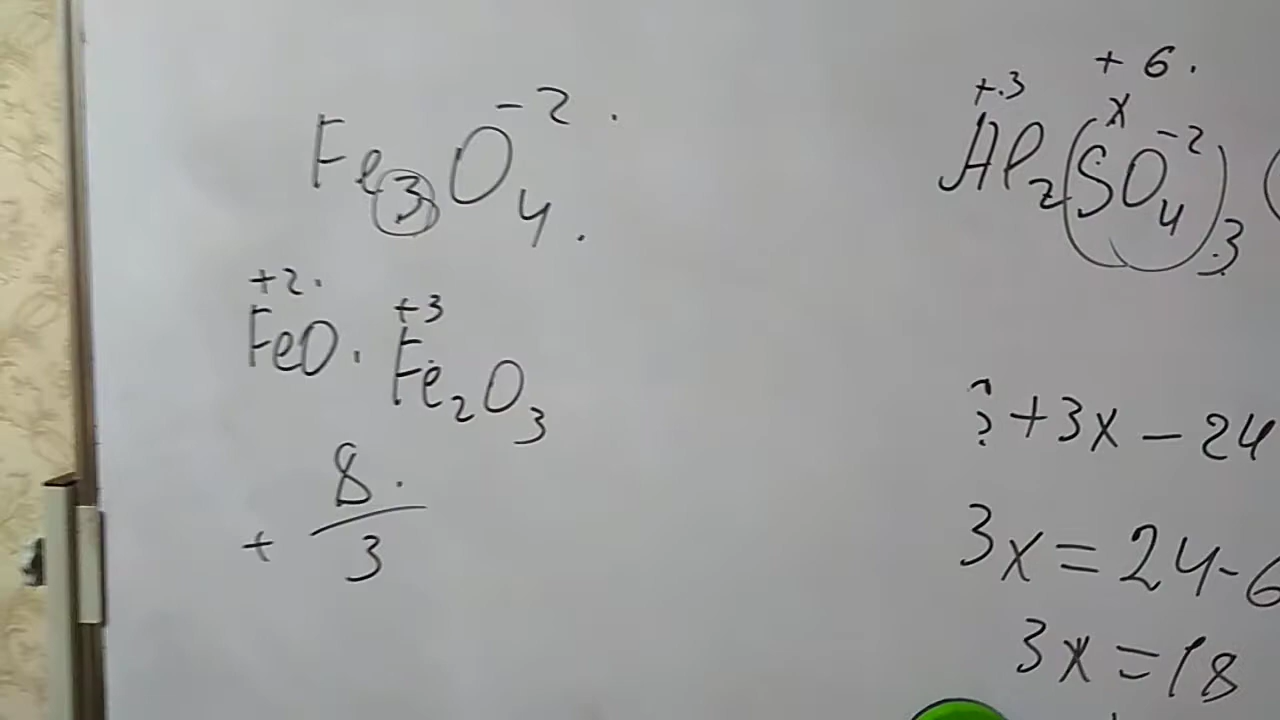 Fe₃O₄⁻² .
+2 . +3
FeO . Fe₂O₃
+ 8 . / 3
+ 6 .
+3 x
Al₂(SO₄⁻²)₃ (
? + 3x – 24
3x = 24 - 6
3x = 18